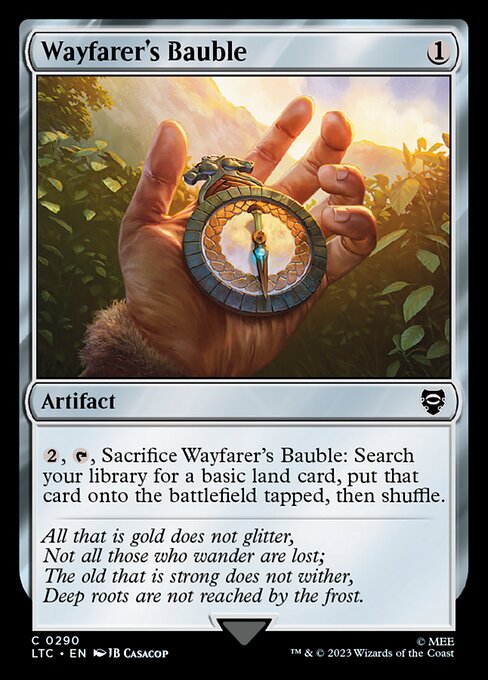 Wayfarer's Bauble 1
Artifact
2, T, Sacrifice Wayfarer's Bauble: Search
your library for a basic land card, put that
card onto the battlefield tapped, then shuffle.
All that is gold does not glitter,
Not all those who wander are lost;
The old that is strong does not wither,
Deep roots are not reached by the frost.
C 0290
LTC • EN JB Casacop
© MEE
™ & © 2023 Wizards of the Coast